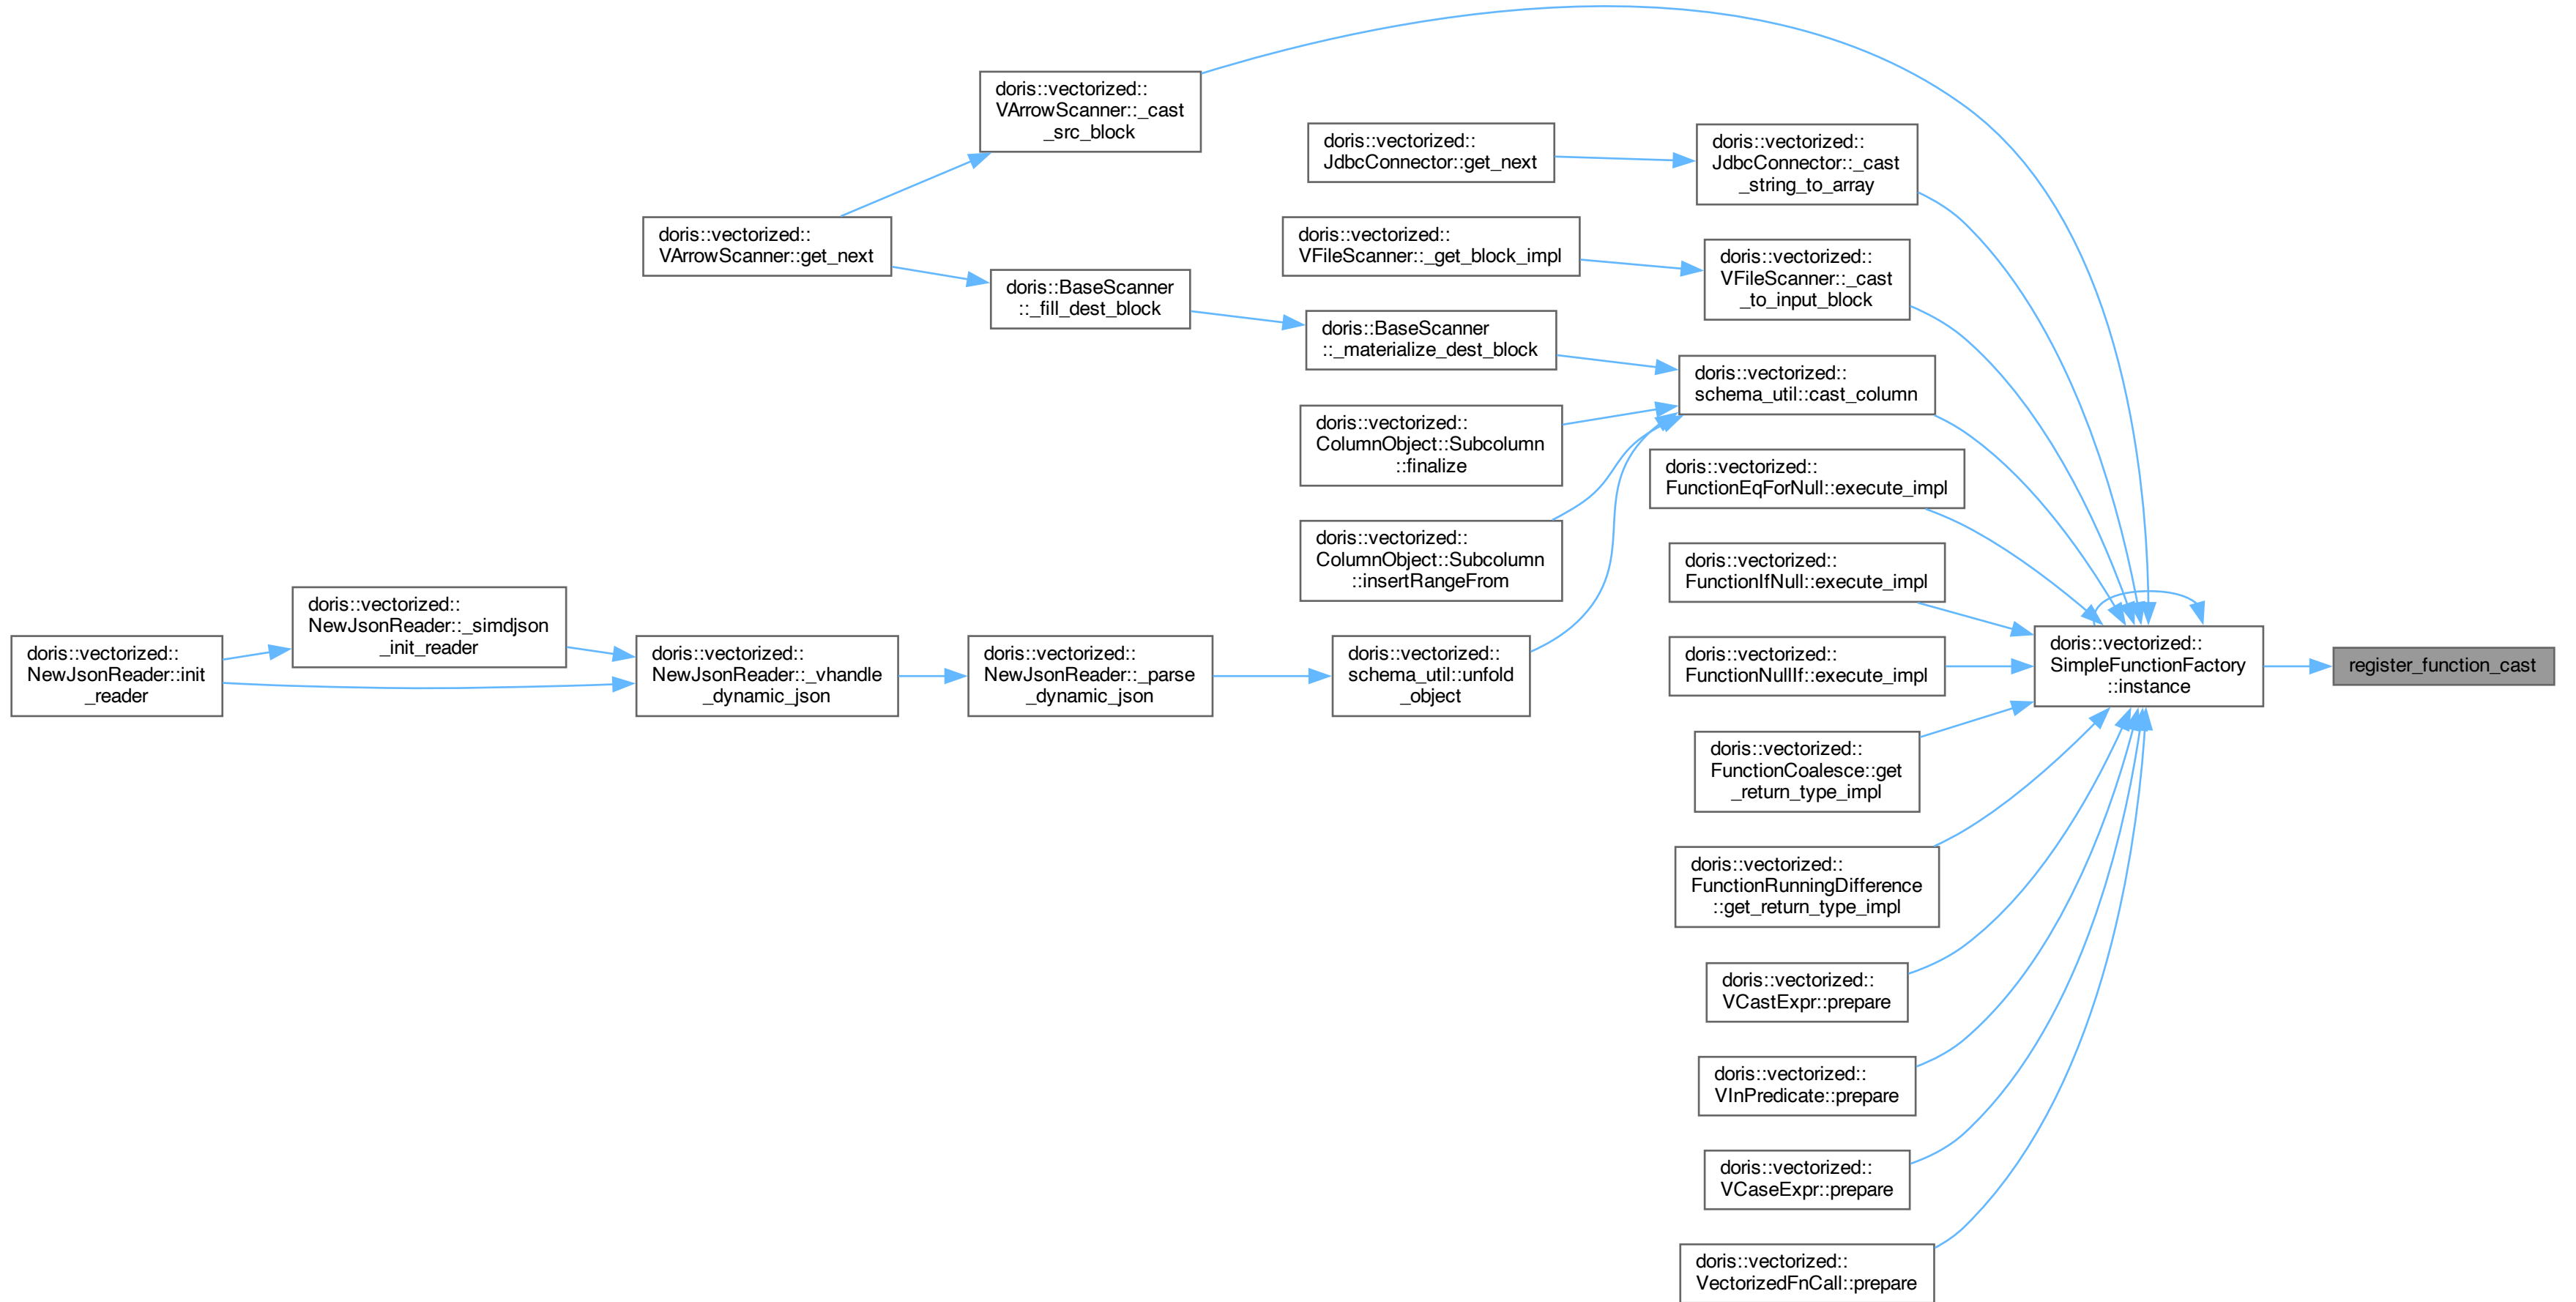 doris::vectorized::
VArrowScanner::_cast
_src_block
doris::vectorized::
JdbcConnector::get_next
doris::vectorized::
JdbcConnector::_cast
_string_to_array
doris::vectorized::
VArrowScanner::get_next
doris::vectorized::
VFileScanner::_get_block_impl
doris::vectorized::
VFileScanner::_cast
_to_input_block
doris::BaseScanner
::_fill_dest_block
doris::BaseScanner
::_materialize_dest_block
doris::vectorized::
schema_util::cast_column
doris::vectorized::
ColumnObject::Subcolumn
::finalize
doris::vectorized::
FunctionEqForNull::execute_impl
doris::vectorized::
ColumnObject::Subcolumn
::insertRangeFrom
doris::vectorized::
FunctionIfNull::execute_impl
doris::vectorized::
NewJsonReader::init
_reader
doris::vectorized::
NewJsonReader::_simdjson
_init_reader
doris::vectorized::
NewJsonReader::_vhandle
_dynamic_json
doris::vectorized::
NewJsonReader::_parse
_dynamic_json
doris::vectorized::
schema_util::unfold
_object
doris::vectorized::
FunctionNullIf::execute_impl
doris::vectorized::
SimpleFunctionFactory
::instance
register_function_cast
doris::vectorized::
FunctionCoalesce::get
_return_type_impl
doris::vectorized::
FunctionRunningDifference
::get_return_type_impl
doris::vectorized::
VCastExpr::prepare
doris::vectorized::
VInPredicate::prepare
doris::vectorized::
VCaseExpr::prepare
doris::vectorized::
VectorizedFnCall::prepare